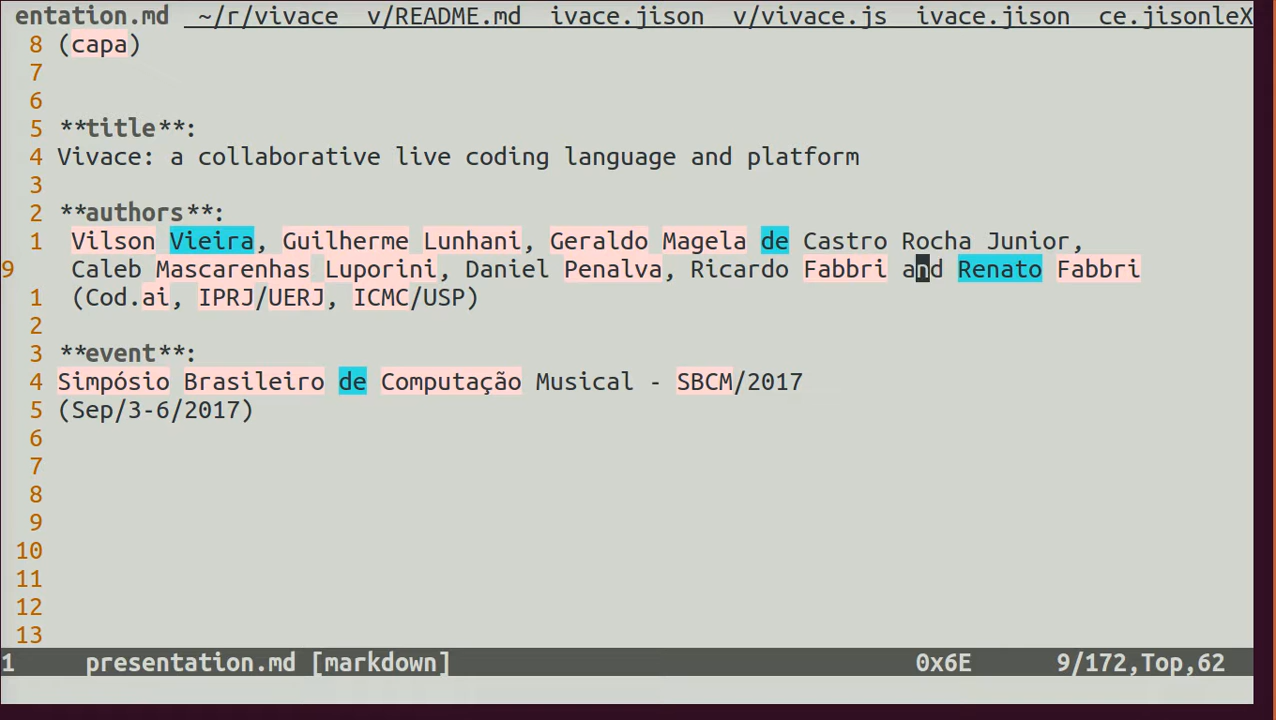 entation.md ~/r/vivace v/README.md ivace.jison v/vivace.js ivace.jison ce.jisonleX
8 (capa)
7
6
5 **title**:
4 Vivace: a collaborative live coding language and platform
3
2 **authors**:
1 Vilson Vieira, Guilherme Lunhani, Geraldo Magela de Castro Rocha Junior,
9 Caleb Mascarenhas Luporini, Daniel Penalva, Ricardo Fabbri and Renato Fabbri
1 (Cod.ai, IPRJ/UERJ, ICMC/USP)
2
3 **event**:
4 Simpósio Brasileiro de Computação Musical - SBCM/2017
5 (Sep/3-6/2017)
6
7
8
9
10
11
12
13
1 presentation.md [markdown] 0x6E 9/172,Top,62